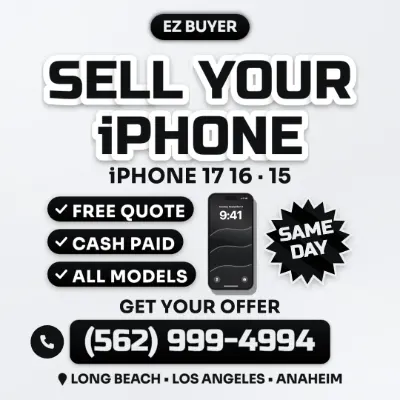 EZ BUYER
SELL YOUR
iPHONE
iPHONE 17 16 · 15
✓ FREE QUOTE
✓ CASH PAID
✓ ALL MODELS
9:41
SAME
DAY
GET YOUR OFFER
(562) 999-4994
LONG BEACH • LOS ANGELES • ANAHEIM